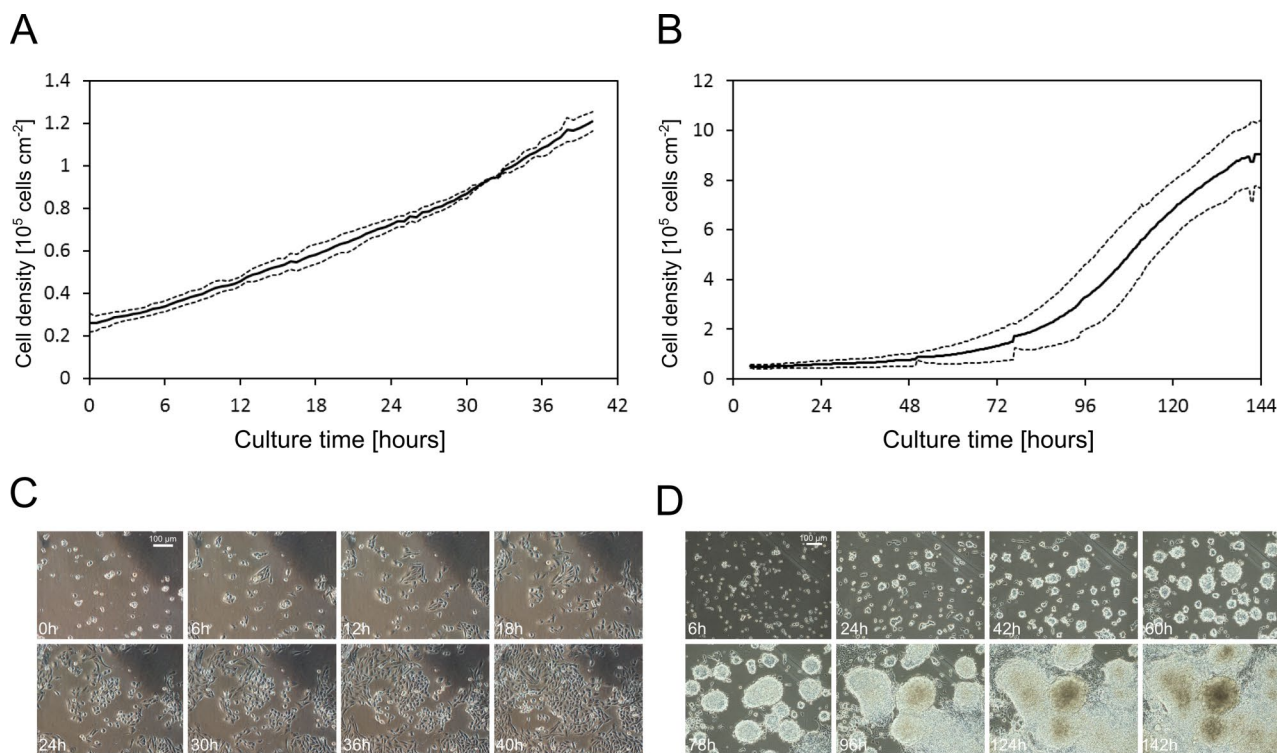 A
B
Cell density [10⁵ cells cm⁻²]
1.4
1.2
1
0.8
0.6
0.4
0.2
0
0 6 12 18 24 30 36 42
Culture time [hours]
Cell density [10⁵ cells cm⁻²]
12
10
8
6
4
2
0
0 24 48 72 96 120 144
Culture time [hours]
C
100 µm
0h 6h 12h 18h
24h 30h 36h 40h
D
100 µm
6h 24h 42h 60h
78h 96h 124h 142h